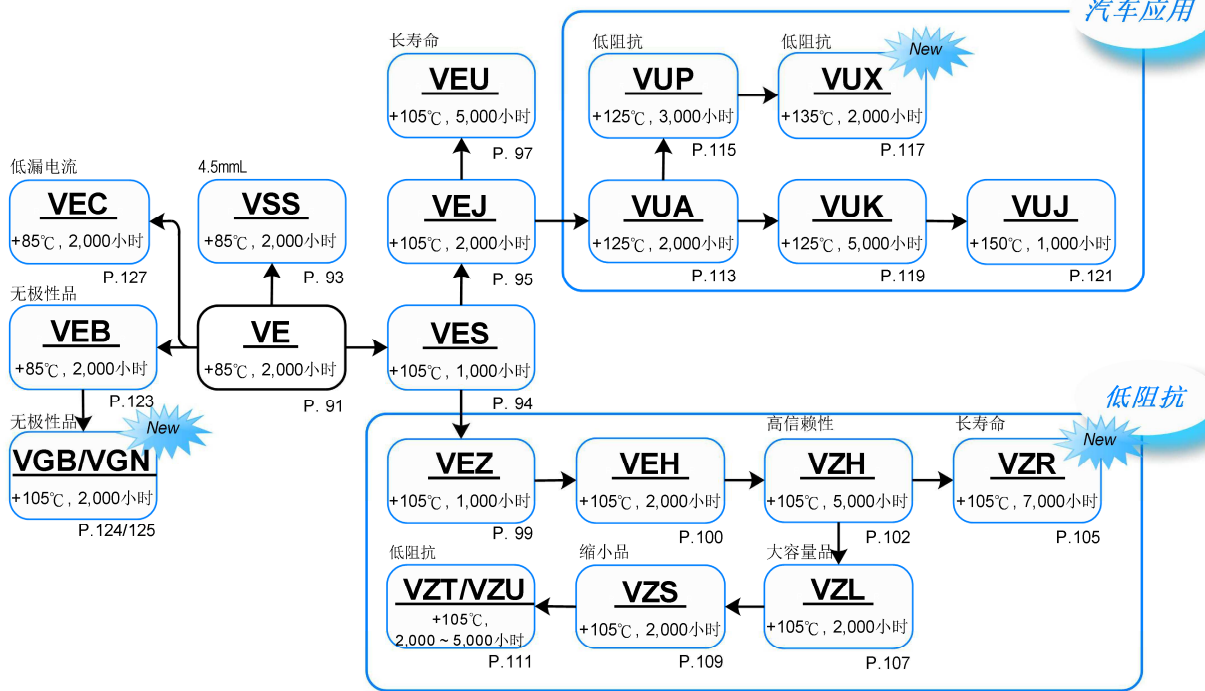 汽车应用
长寿命
VEU
+105℃, 5,000小时
P. 97
低阻抗
VUP
+125℃, 3,000小时
P.115
低阻抗
New
VUX
+135℃, 2,000小时
P.117
低漏电流
VEC
+85℃, 2,000小时
P.127
4.5mmL
VSS
+85℃, 2,000小时
P. 93
VEJ
+105℃, 2,000小时
P. 95
VUA
+125℃, 2,000小时
P.113
VUK
+125℃, 5,000小时
P.119
VUJ
+150℃, 1,000小时
P.121
无极性品
VEB
+85℃, 2,000小时
P.123
VE
+85℃, 2,000小时
P. 91
VES
+105℃, 1,000小时
P. 94
低阻抗
无极性品
New
VGB/VGN
+105℃, 2,000小时
P.124/125
VEZ
+105℃, 1,000小时
P. 99
VEH
+105℃, 2,000小时
P.100
高信赖性
VZH
+105℃, 5,000小时
P.102
长寿命
New
VZR
+105℃, 7,000小时
P.105
低阻抗
VZT/VZU
+105℃,
2,000~5,000小时
P.111
缩小品
VZS
+105℃, 2,000小时
P.109
大容量品
VZL
+105℃, 2,000小时
P.107